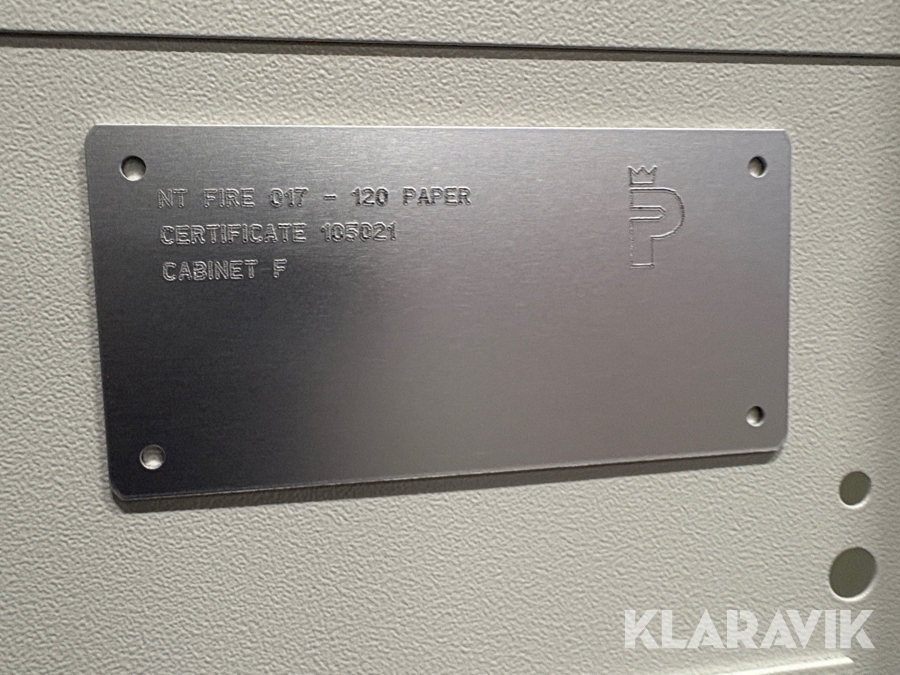 NT FIRE 017 - 120 PAPER
CERTIFICATE 105021
CABINET F
P
KLARAVIK